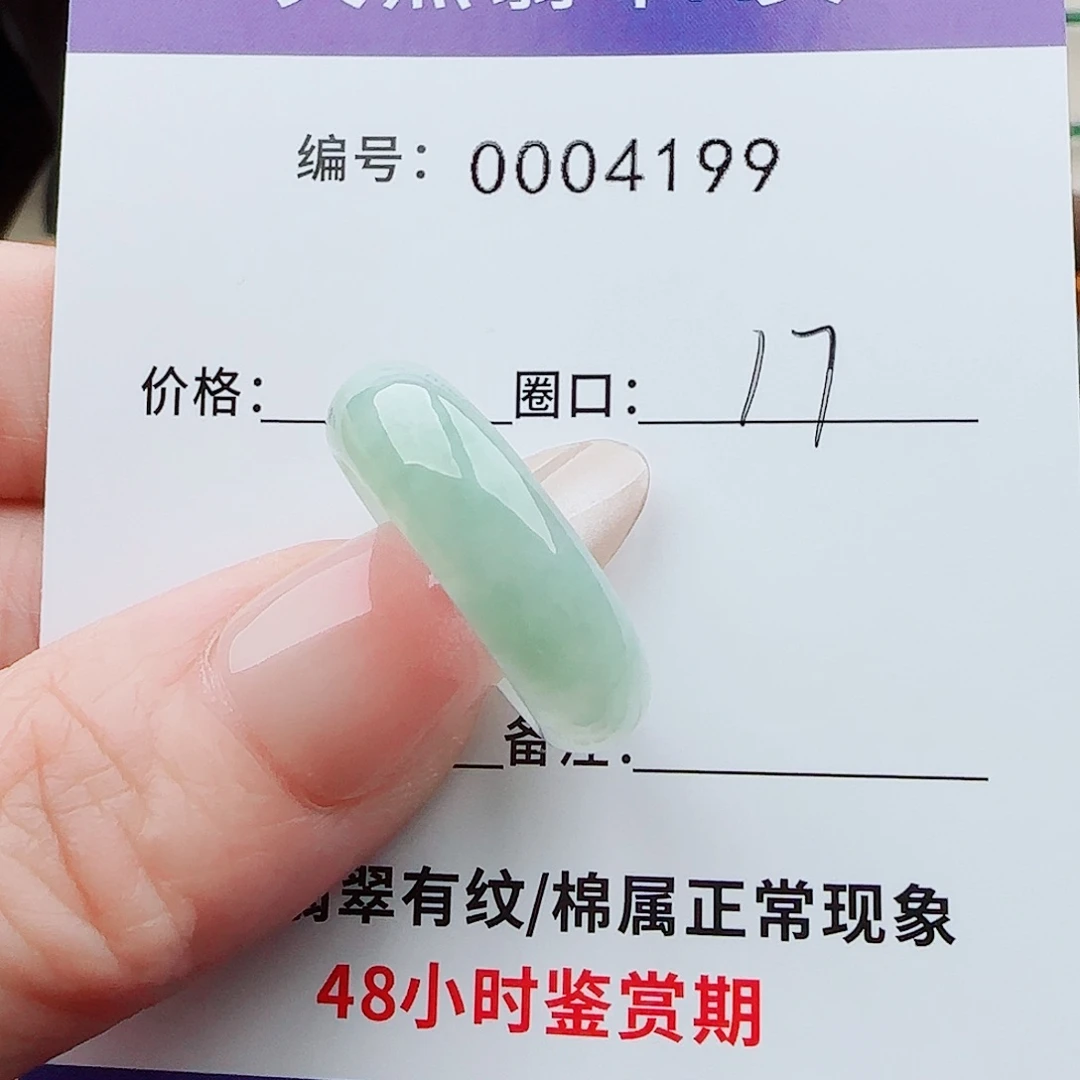 编号：0004199
价格： 圈口：17
备注：
翡翠有纹/棉属正常现象
48小时鉴赏期